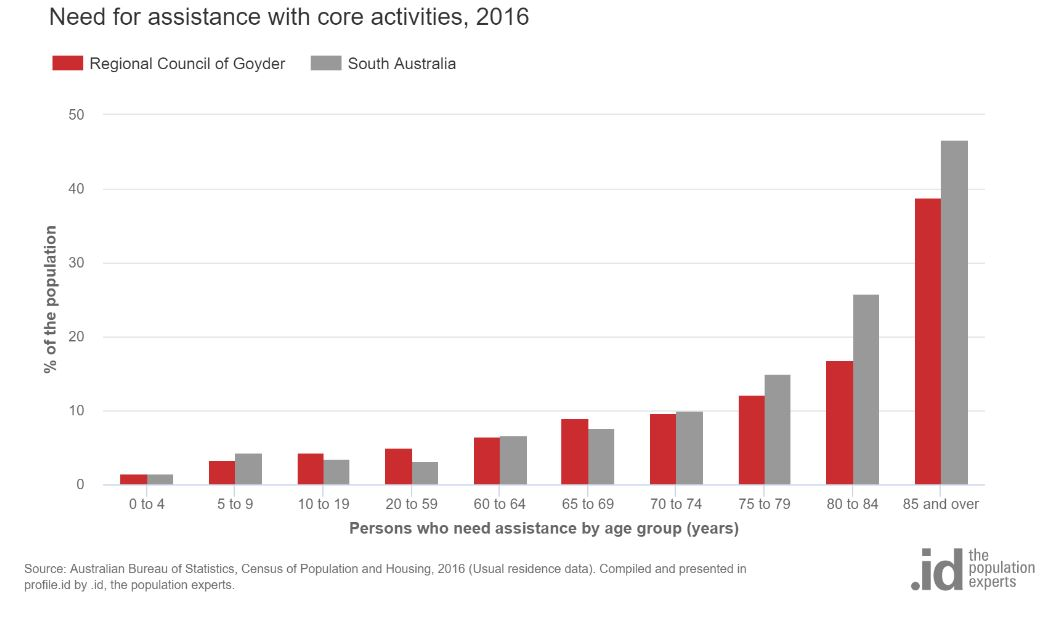 Need for assistance with core activities, 2016
Regional Council of Goyder
South Australia
50
40
30
20
10
0
% of the population
0 to 4
5 to 9
10 to 19
20 to 59
60 to 64
65 to 69
70 to 74
75 to 79
80 to 84
85 and over
Persons who need assistance by age group (years)
Source: Australian Bureau of Statistics, Census of Population and Housing, 2016 (Usual residence data). Compiled and presented in
profile.id by .id, the population experts.
.id
the
population
experts